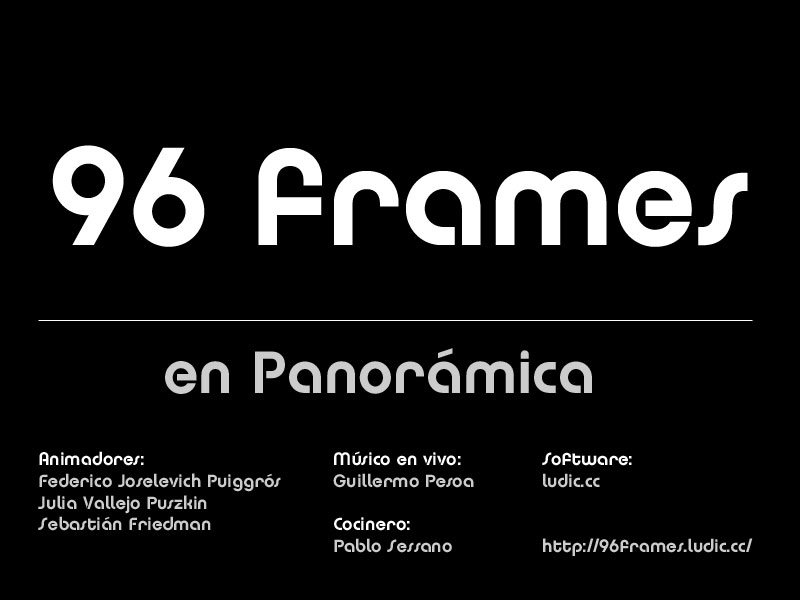 96 frames
en Panorámica
Animadores:
Federico Joselevich Puiggrós
Julia Vallejo Puszkin
Sebastián Friedman
Músico en vivo:
Guillermo Pesoa
Cocinero:
Pablo Sessano
Software:
ludic.cc
http://96frames.ludic.cc/